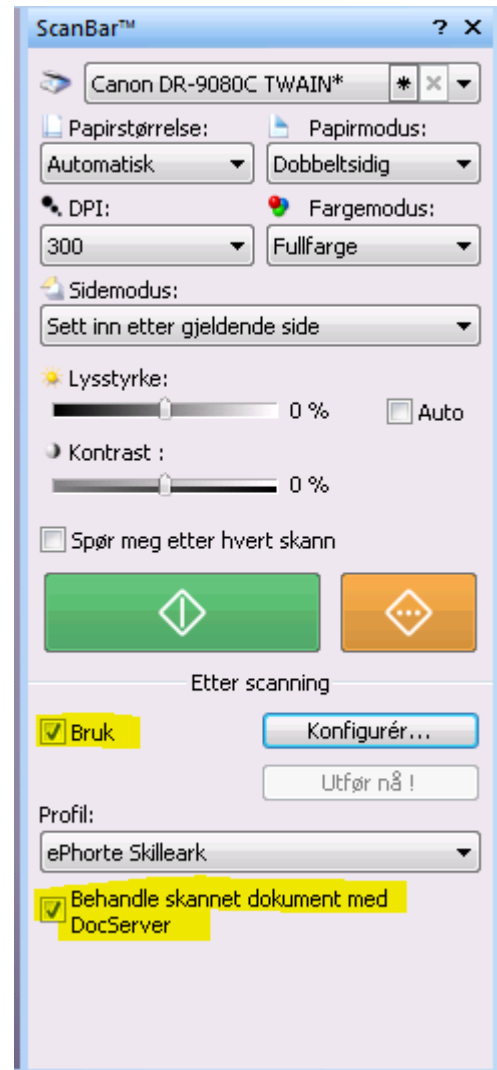 ScanBar™ ? X
Canon DR-9080C TWAIN*
Papirstørrelse: Papirmodus:
Automatisk Dobbeltsidig
DPI: Fargemodus:
300 Fullfarge
Sidemodus:
Sett inn etter gjeldende side
Lysstyrke:
0 % Auto
Kontrast :
0 %
Spør meg etter hvert skann
Etter scanning
Bruk Konfigurér...
Utfør nå !
Profil:
ePhorte Skilleark
Behandle skannet dokument med
DocServer